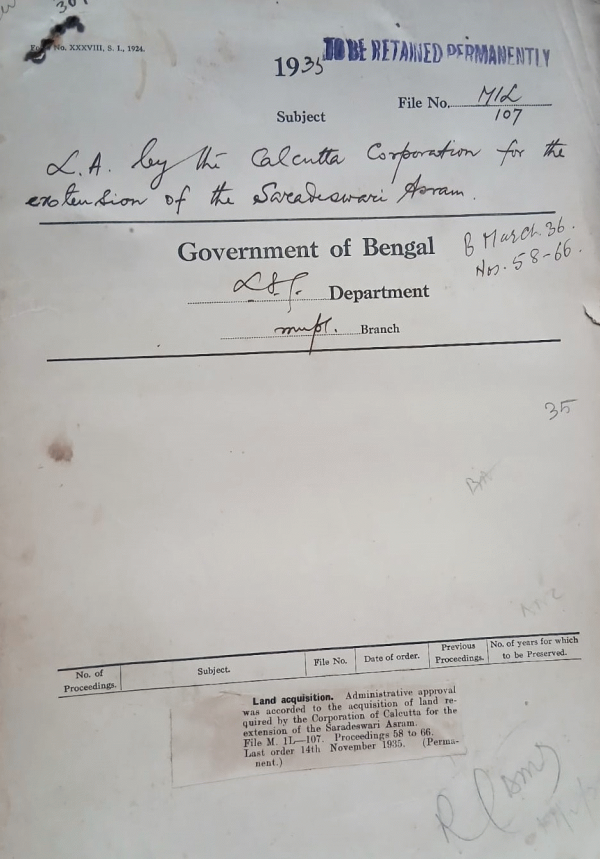 301
Form No. XXXVIII, S. I., 1924.
TO BE RETAINED PERMANENTLY
1935
File No. M1L
107
Subject
L.A. by the Calcutta Corporation for the
extension of the Saradeswari Asram.
Government of Bengal
B March. 36.
Nos. 58-66.
L.S.G. Department
Munpl. Branch
35
No. of Proceedings. Subject. File No. Date of order. Previous Proceedings. No. of years for which to be Preserved.
Land acquisition. Administrative approval
was accorded to the acquisition of land re-
quired by the Corporation of Calcutta for the
extension of the Saradeswari Asram.
File M. 1L—107. Proceedings 58 to 66.
Last order 14th November 1935. (Perma-
nent.)